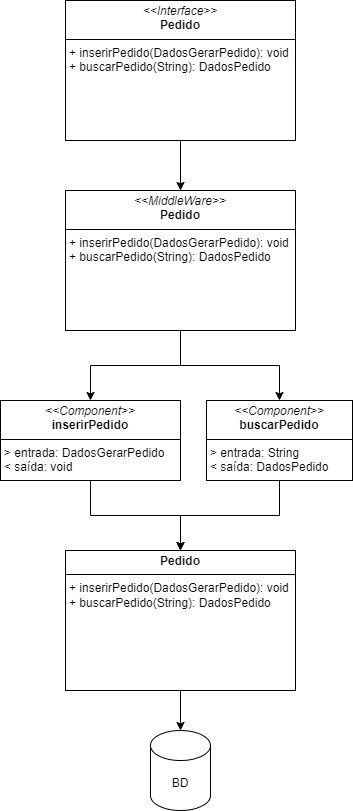 <<Interface>>
Pedido
+ inserirPedido(DadosGerarPedido): void
+ buscarPedido(String): DadosPedido
<<MiddleWare>>
Pedido
+ inserirPedido(DadosGerarPedido): void
+ buscarPedido(String): DadosPedido
<<Component>>
inserirPedido
> entrada: DadosGerarPedido
< saída: void
<<Component>>
buscarPedido
> entrada: String
< saída: DadosPedido
Pedido
+ inserirPedido(DadosGerarPedido): void
+ buscarPedido(String): DadosPedido
BD